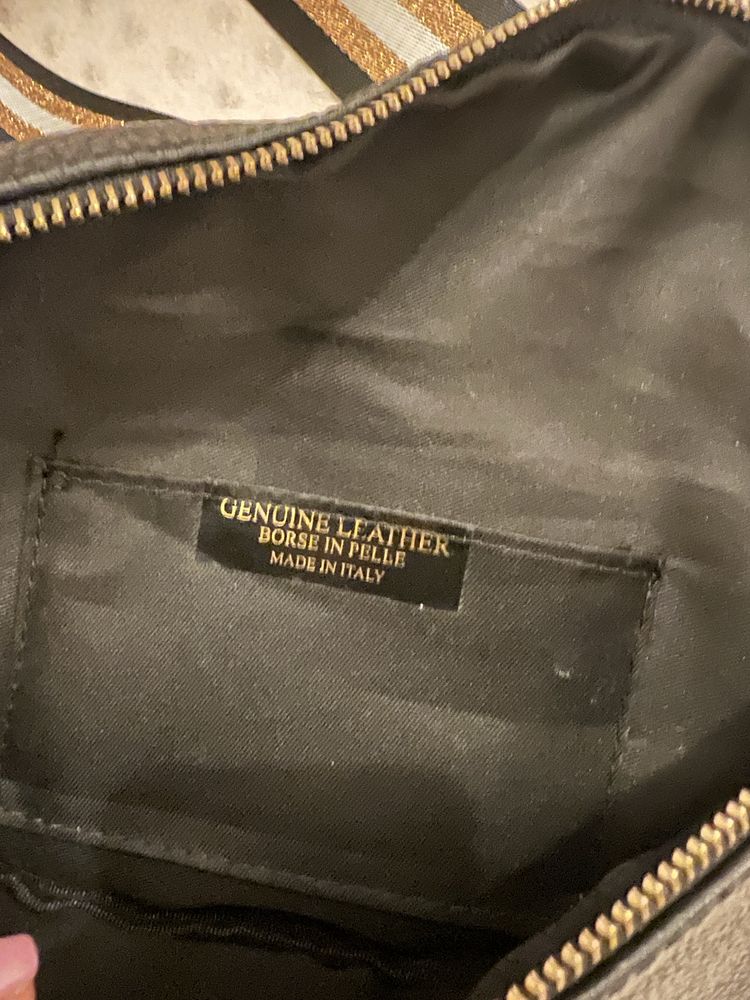 GENUINE LEATHER
BORSE IN PELLE
MADE IN ITALY